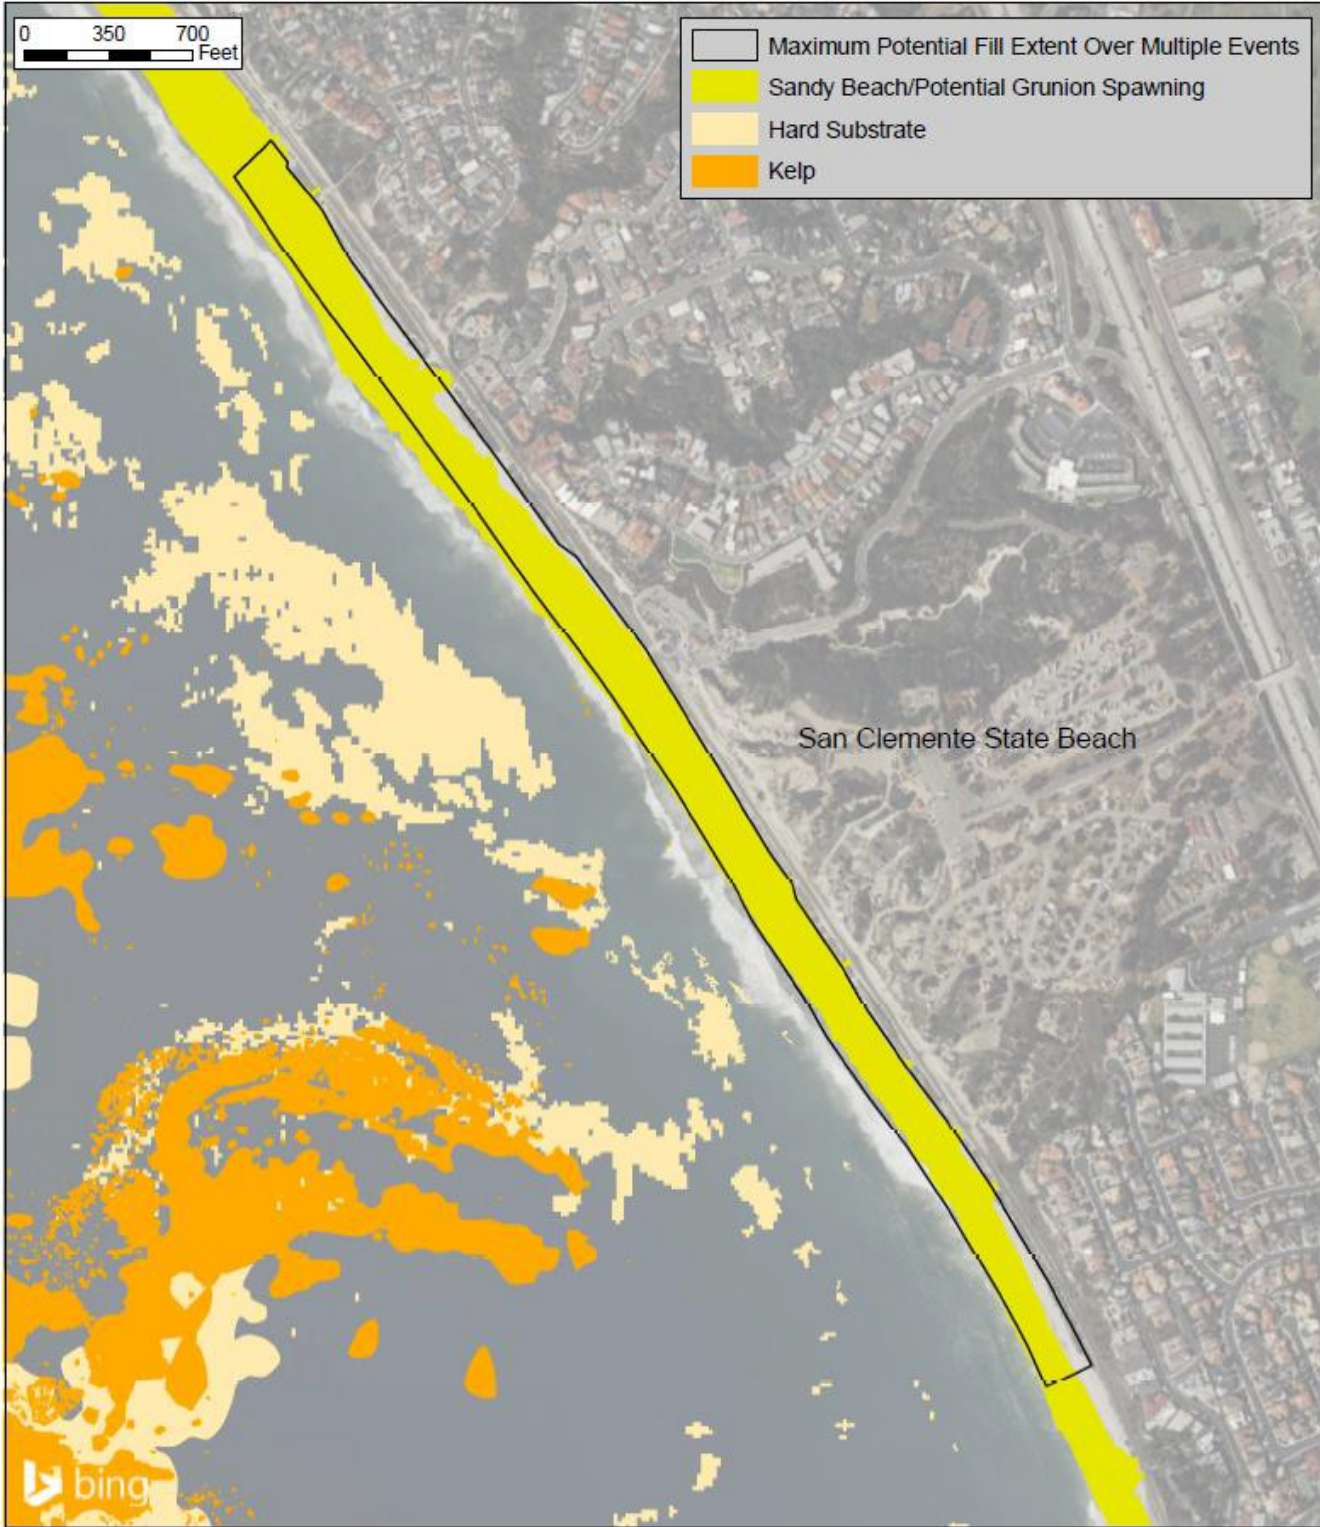 0 350 700
Feet
Maximum Potential Fill Extent Over Multiple Events
Sandy Beach/Potential Grunion Spawning
Hard Substrate
Kelp
San Clemente State Beach
bing